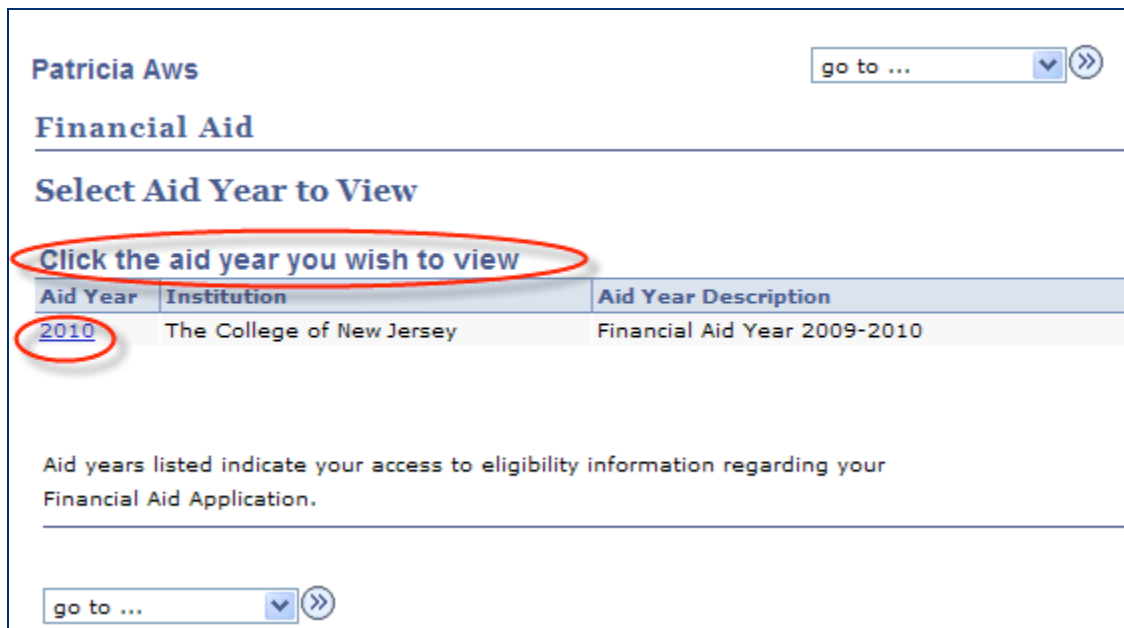 Patricia Aws
go to ...
Financial Aid
Select Aid Year to View
Click the aid year you wish to view
Aid Year Institution Aid Year Description
2010 The College of New Jersey Financial Aid Year 2009-2010
Aid years listed indicate your access to eligibility information regarding your
Financial Aid Application.
go to ...